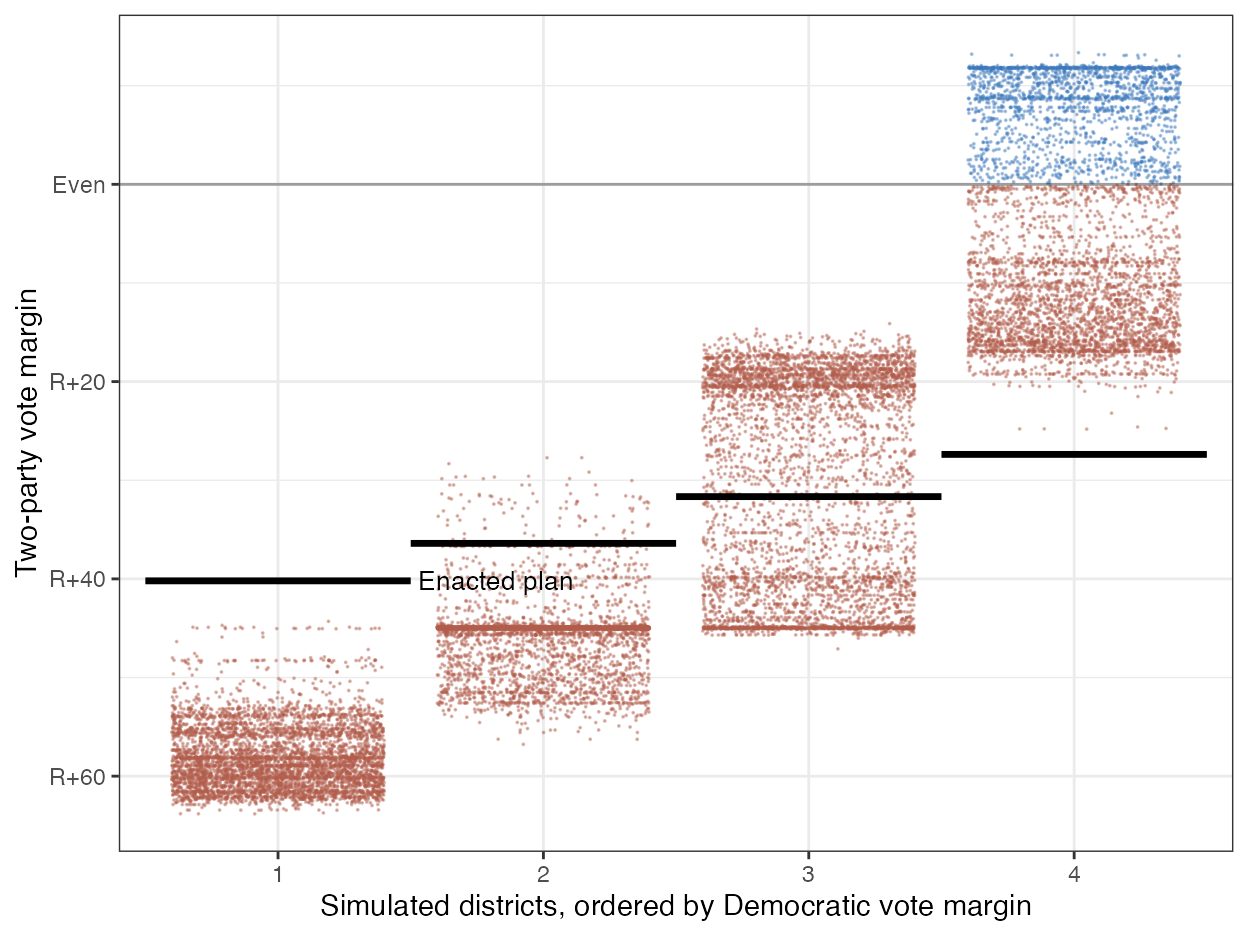 Two-party vote margin
Even
R+20
R+40
R+60
Enacted plan
1
2
3
4
Simulated districts, ordered by Democratic vote margin